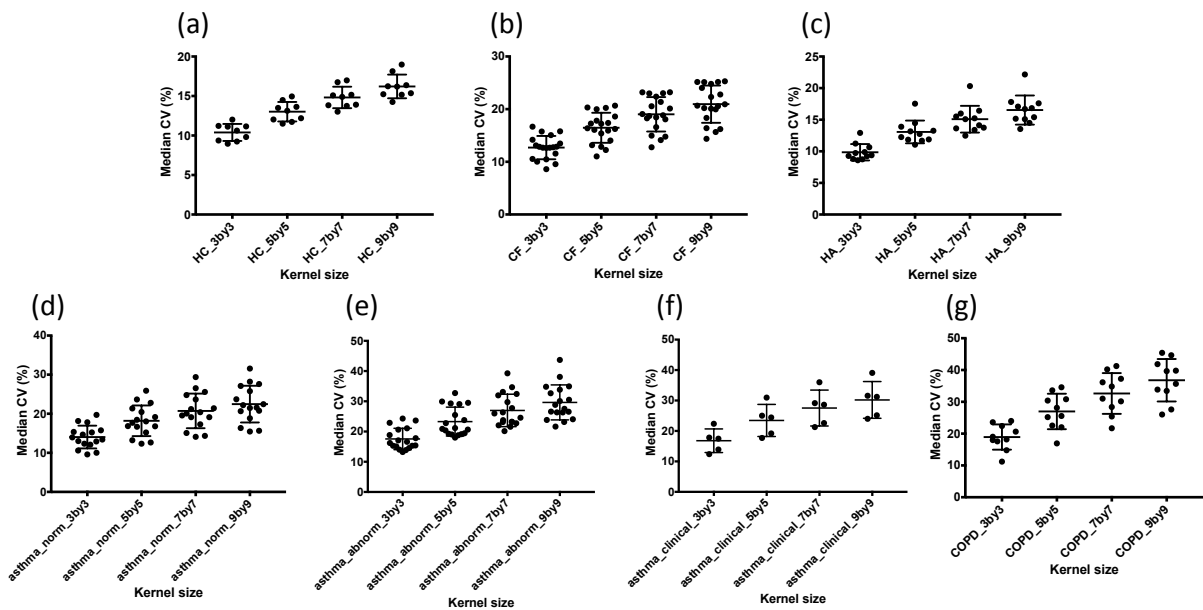 (a)
Median CV (%)
20
15
10
5
0
HC_3by3
HC_5by5
HC_7by7
HC_9by9
Kernel size
(b)
Median CV (%)
30
20
10
0
CF_3by3
CF_5by5
CF_7by7
CF_9by9
Kernel size
(c)
Median CV (%)
25
20
15
10
5
0
HA_3by3
HA_5by5
HA_7by7
HA_9by9
Kernel size
(d)
Median CV (%)
40
30
20
10
0
asthma_norm_3by3
asthma_norm_5by5
asthma_norm_7by7
asthma_norm_9by9
Kernel size
(e)
Median CV (%)
50
40
30
20
10
0
asthma_abnorm_3by3
asthma_abnorm_5by5
asthma_abnorm_7by7
asthma_abnorm_9by9
Kernel size
(f)
Median CV (%)
50
40
30
20
10
0
asthma_clinical_3by3
asthma_clinical_5by5
asthma_clinical_7by7
asthma_clinical_9by9
Kernel size
(g)
Median CV (%)
50
40
30
20
10
0
COPD_3by3
COPD_5by5
COPD_7by7
COPD_9by9
Kernel size